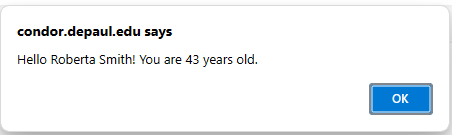 condor.depaul.edu says
Hello Roberta Smith! You are 43 years old.
OK